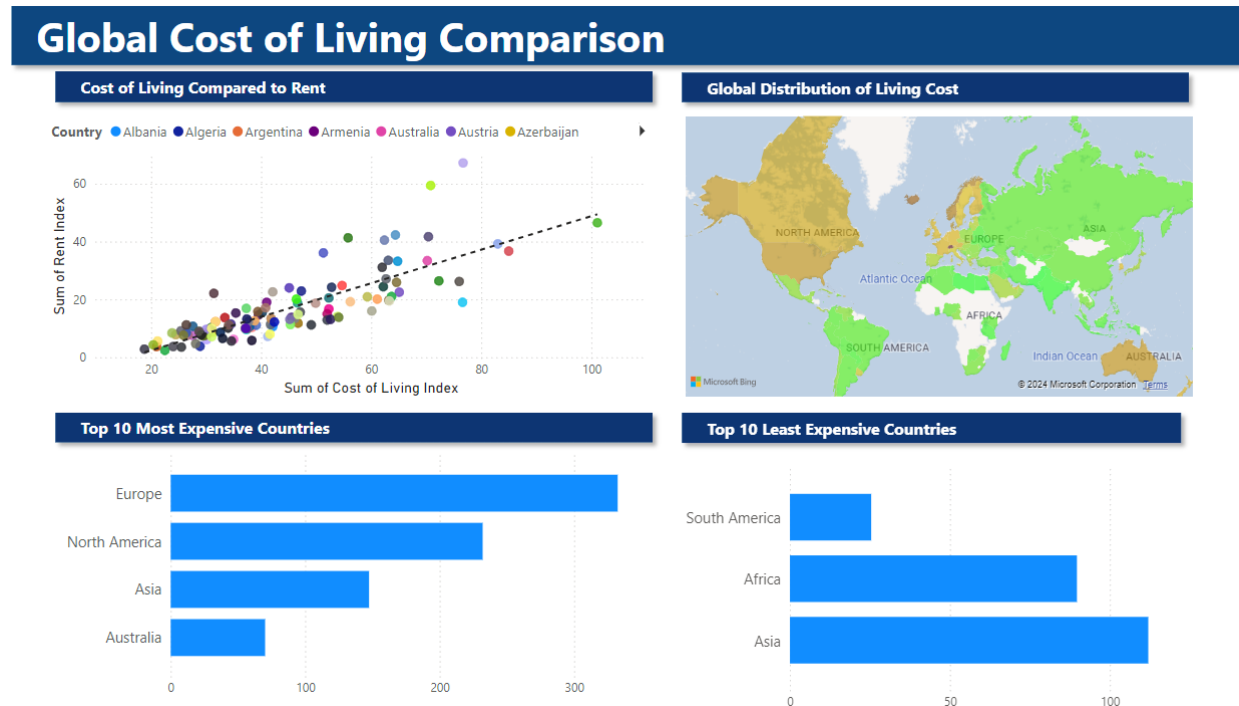 Global Cost of Living Comparison
Cost of Living Compared to Rent
Country Albania Algeria Argentina Armenia Australia Austria Azerbaijan
60
40
20
0
Sum of Rent Index
20 40 60 80 100
Sum of Cost of Living Index
Global Distribution of Living Cost
NORTH AMERICA
ASIA
EUROPE
Atlantic Ocean
AFRICA
SOUTH AMERICA
Indian Ocean
AUSTRALIA
Microsoft Bing
© 2024 Microsoft Corporation Terms
Top 10 Most Expensive Countries
Europe
North America
Asia
Australia
0 100 200 300
Top 10 Least Expensive Countries
South America
Africa
Asia
0 50 100